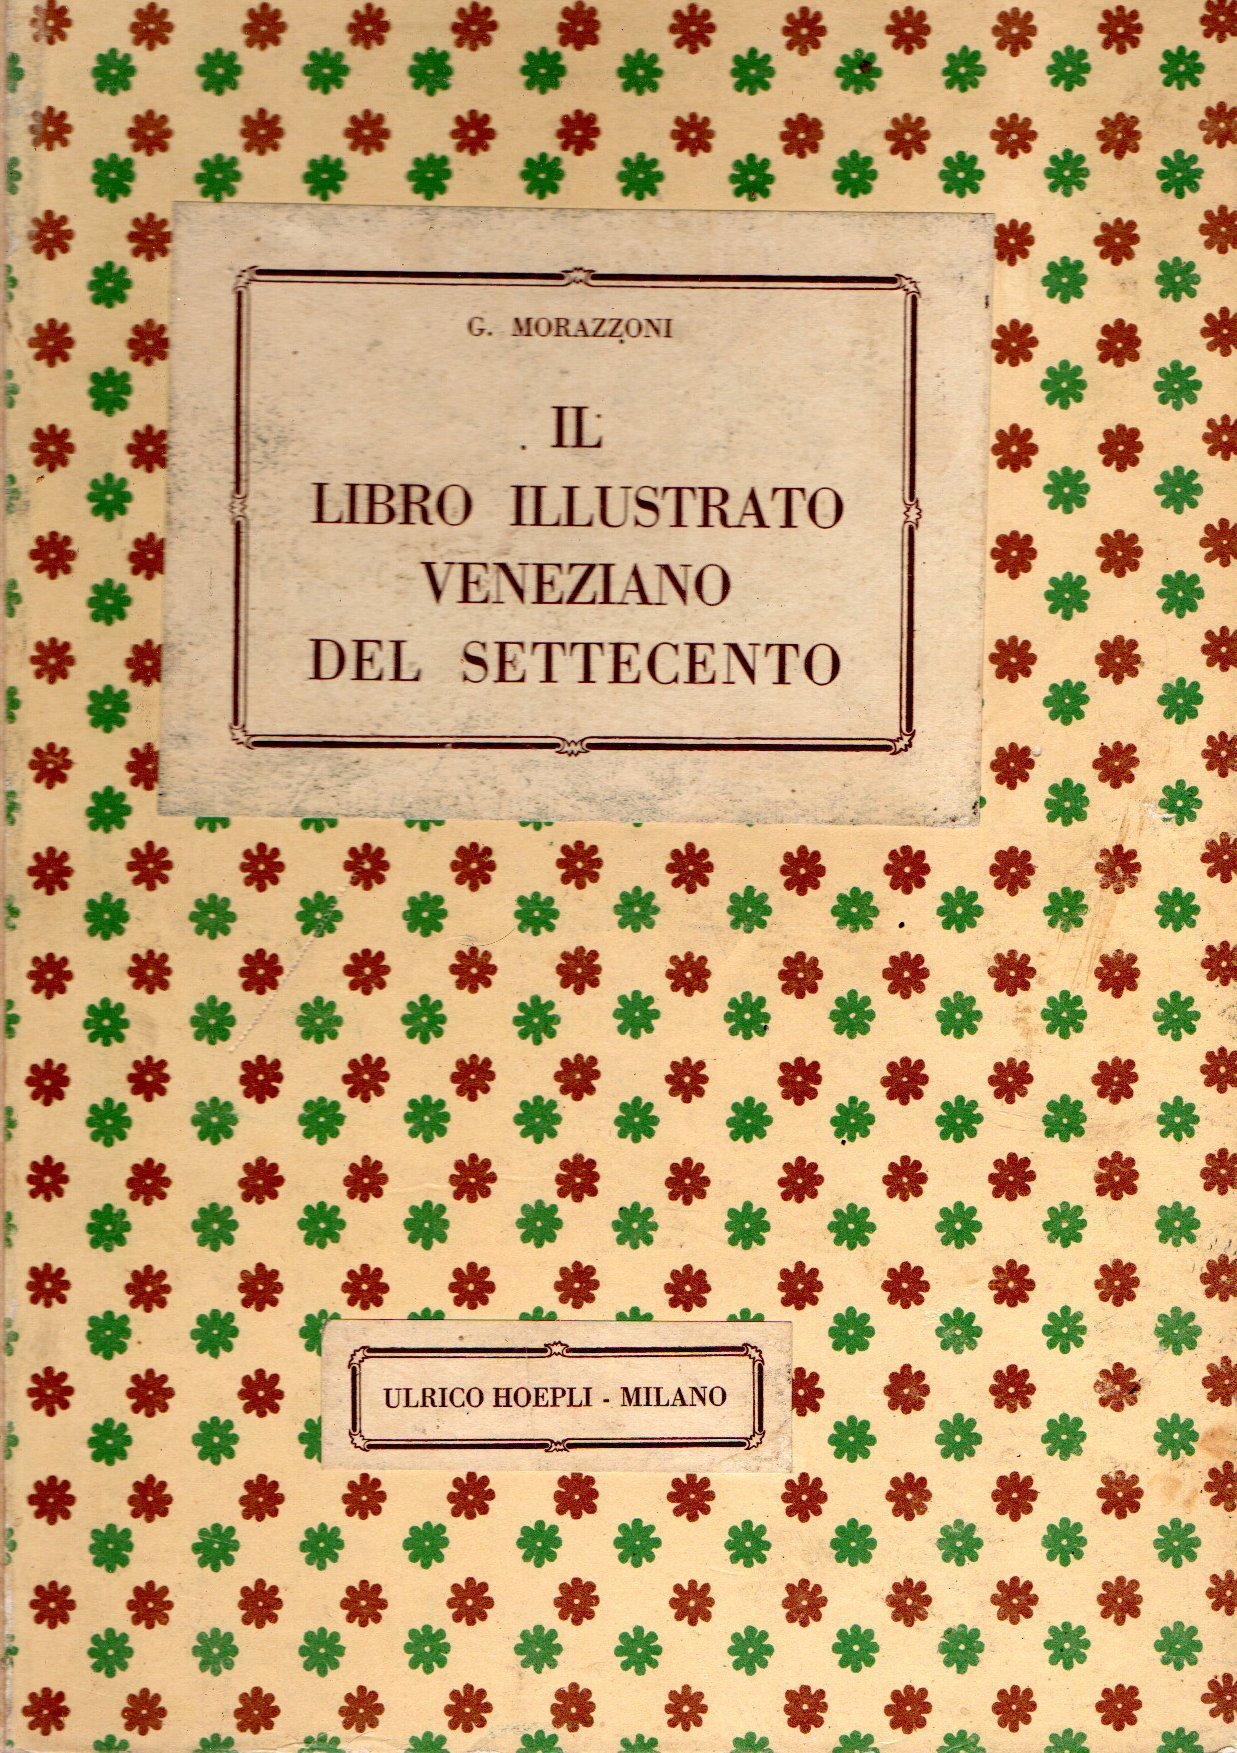 G. MORAZZONI
IL
LIBRO ILLUSTRATO
VENEZIANO
DEL SETTECENTO
ULRICO HOEPLI - MILANO